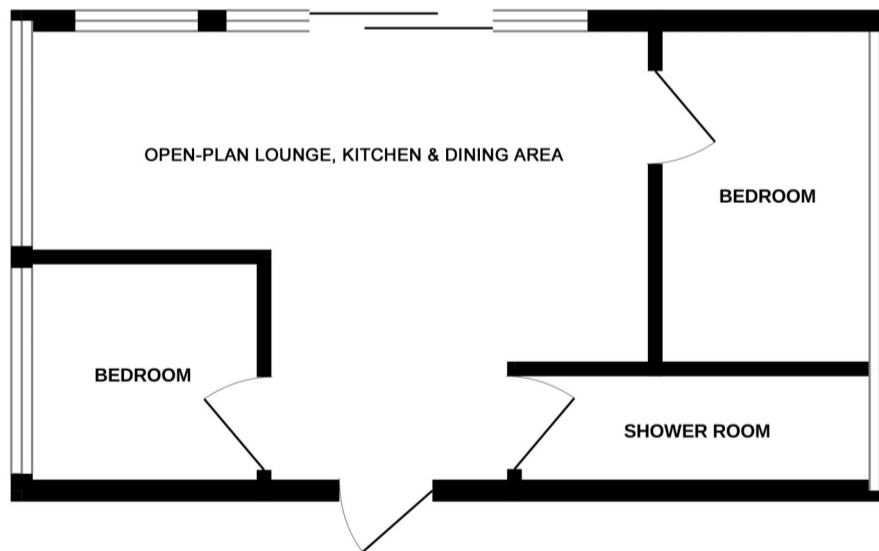 OPEN-PLAN LOUNGE, KITCHEN & DINING AREA
BEDROOM
BEDROOM
SHOWER ROOM